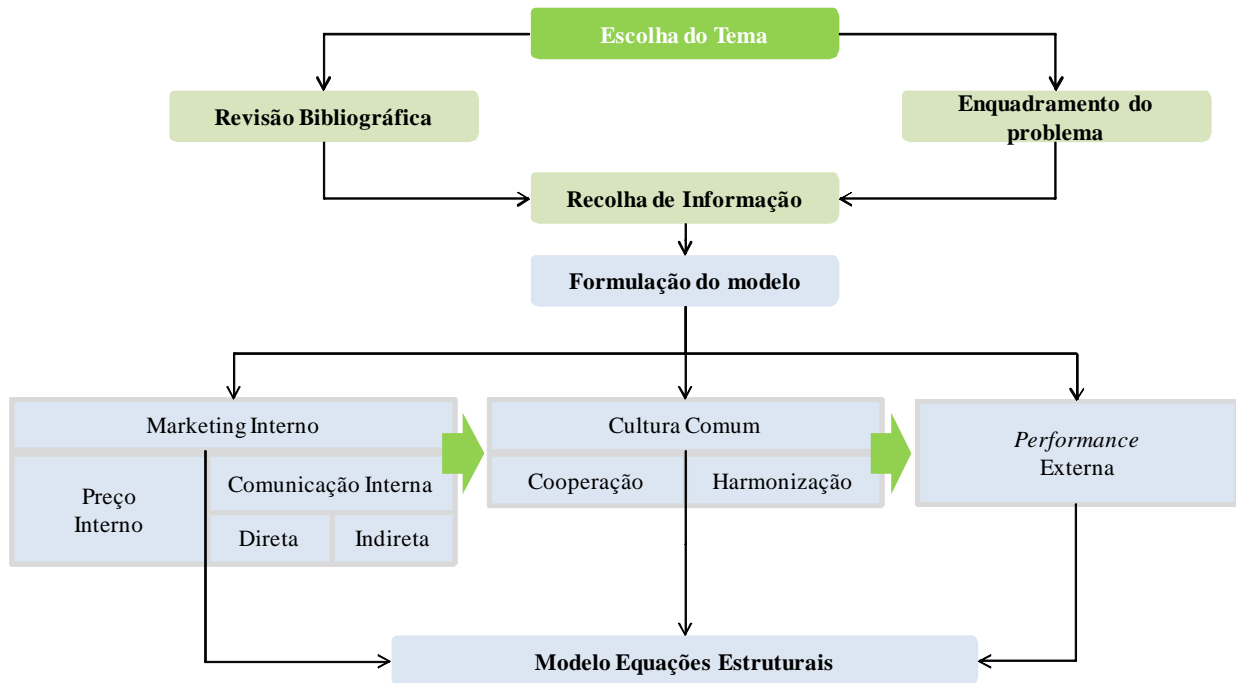 Escolha do Tema
Revisão Bibliográfica
Enquadramento do
problema
Recolha de Informação
Formulação do modelo
Marketing Interno
Cultura Comum
Performance
Externa
Preço
Interno
Comunicação Interna
Direta
Indireta
Cooperação
Harmonização
Modelo Equações Estruturais